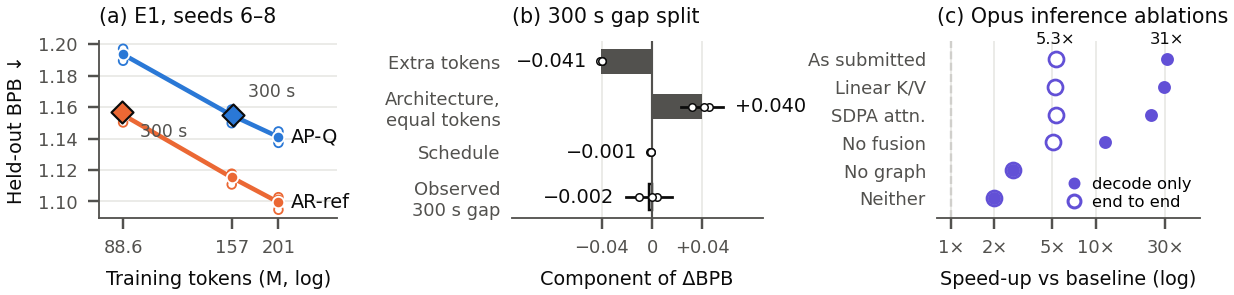 (a) E1, seeds 6–8
Held-out BPB ↓
1.20
1.18
1.16
1.14
1.12
1.10
300 s
300 s
AP-Q
AR-ref
88.6
157
201
Training tokens (M, log)
(b) 300 s gap split
Extra tokens
−0.041
Architecture,
equal tokens
+0.040
Schedule
−0.001
Observed
300 s gap
−0.002
−0.04
0
+0.04
Component of ΔBPB
(c) Opus inference ablations
5.3×
31×
As submitted
Linear K/V
SDPA attn.
No fusion
No graph
Neither
decode only
end to end
1×
2×
5×
10×
30×
Speed-up vs baseline (log)